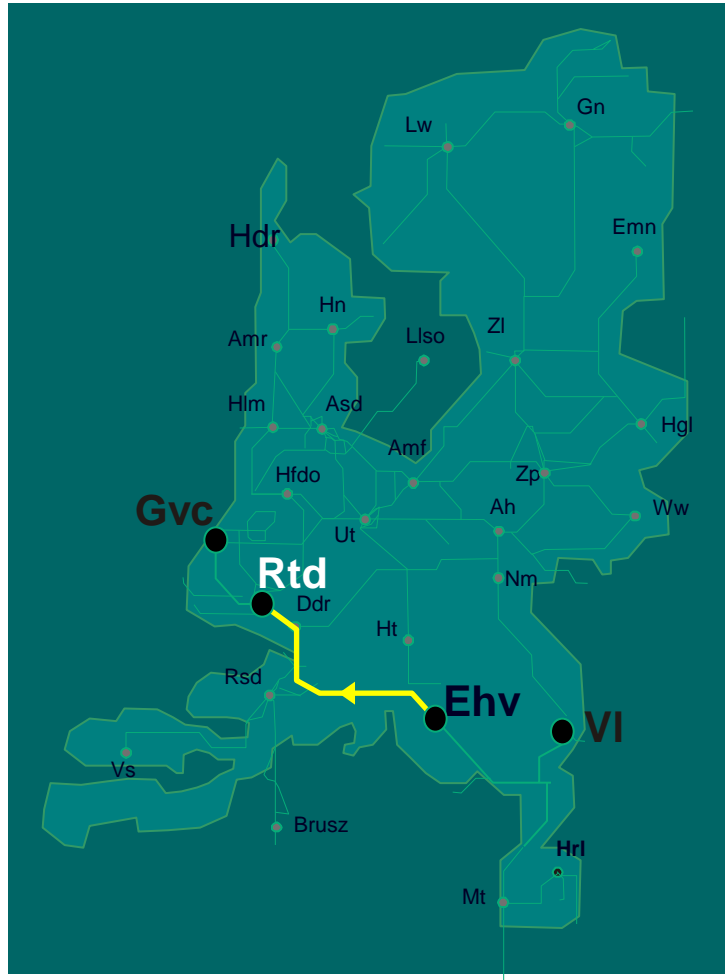 Gn
Lw
Emn
Hdr
Hn
Zl
Amr
Llso
Hlm
Asd
Hgl
Amf
Hfdo
Zp
Gvc
Ah
Ww
Ut
Rtd
Nm
Ddr
Ht
Rsd
Ehv
Vl
Vs
Brusz
Hrl
Mt